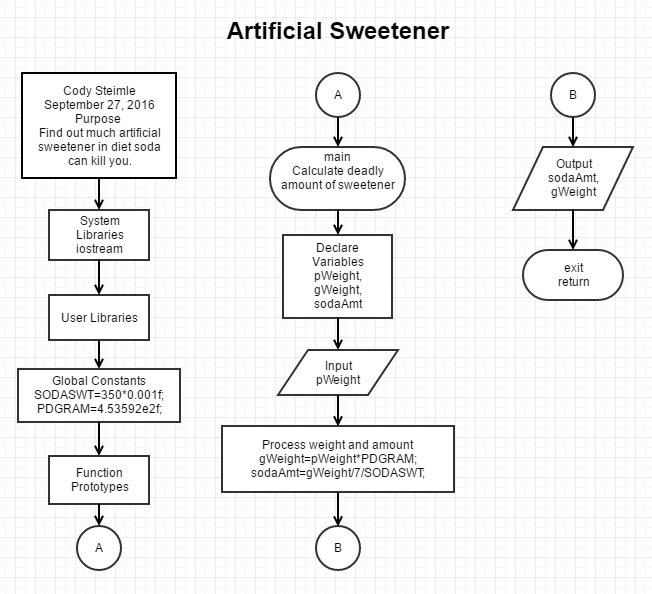 Artificial Sweetener
Cody Steimle
September 27, 2016
Purpose
Find out much artificial
sweetener in diet soda
can kill you.
System
Libraries
iostream
User Libraries
Global Constants
SODASWT=350*0.001f;
PDGRAM=4.53592e2f;
Function
Prototypes
A
A
main
Calculate deadly
amount of sweetener
Declare
Variables
pWeight,
gWeight,
sodaAmt
Input
pWeight
Process weight and amount
gWeight=pWeight*PDGRAM;
sodaAmt=gWeight/7/SODASWT;
B
B
Output
sodaAmt,
gWeight
exit
return